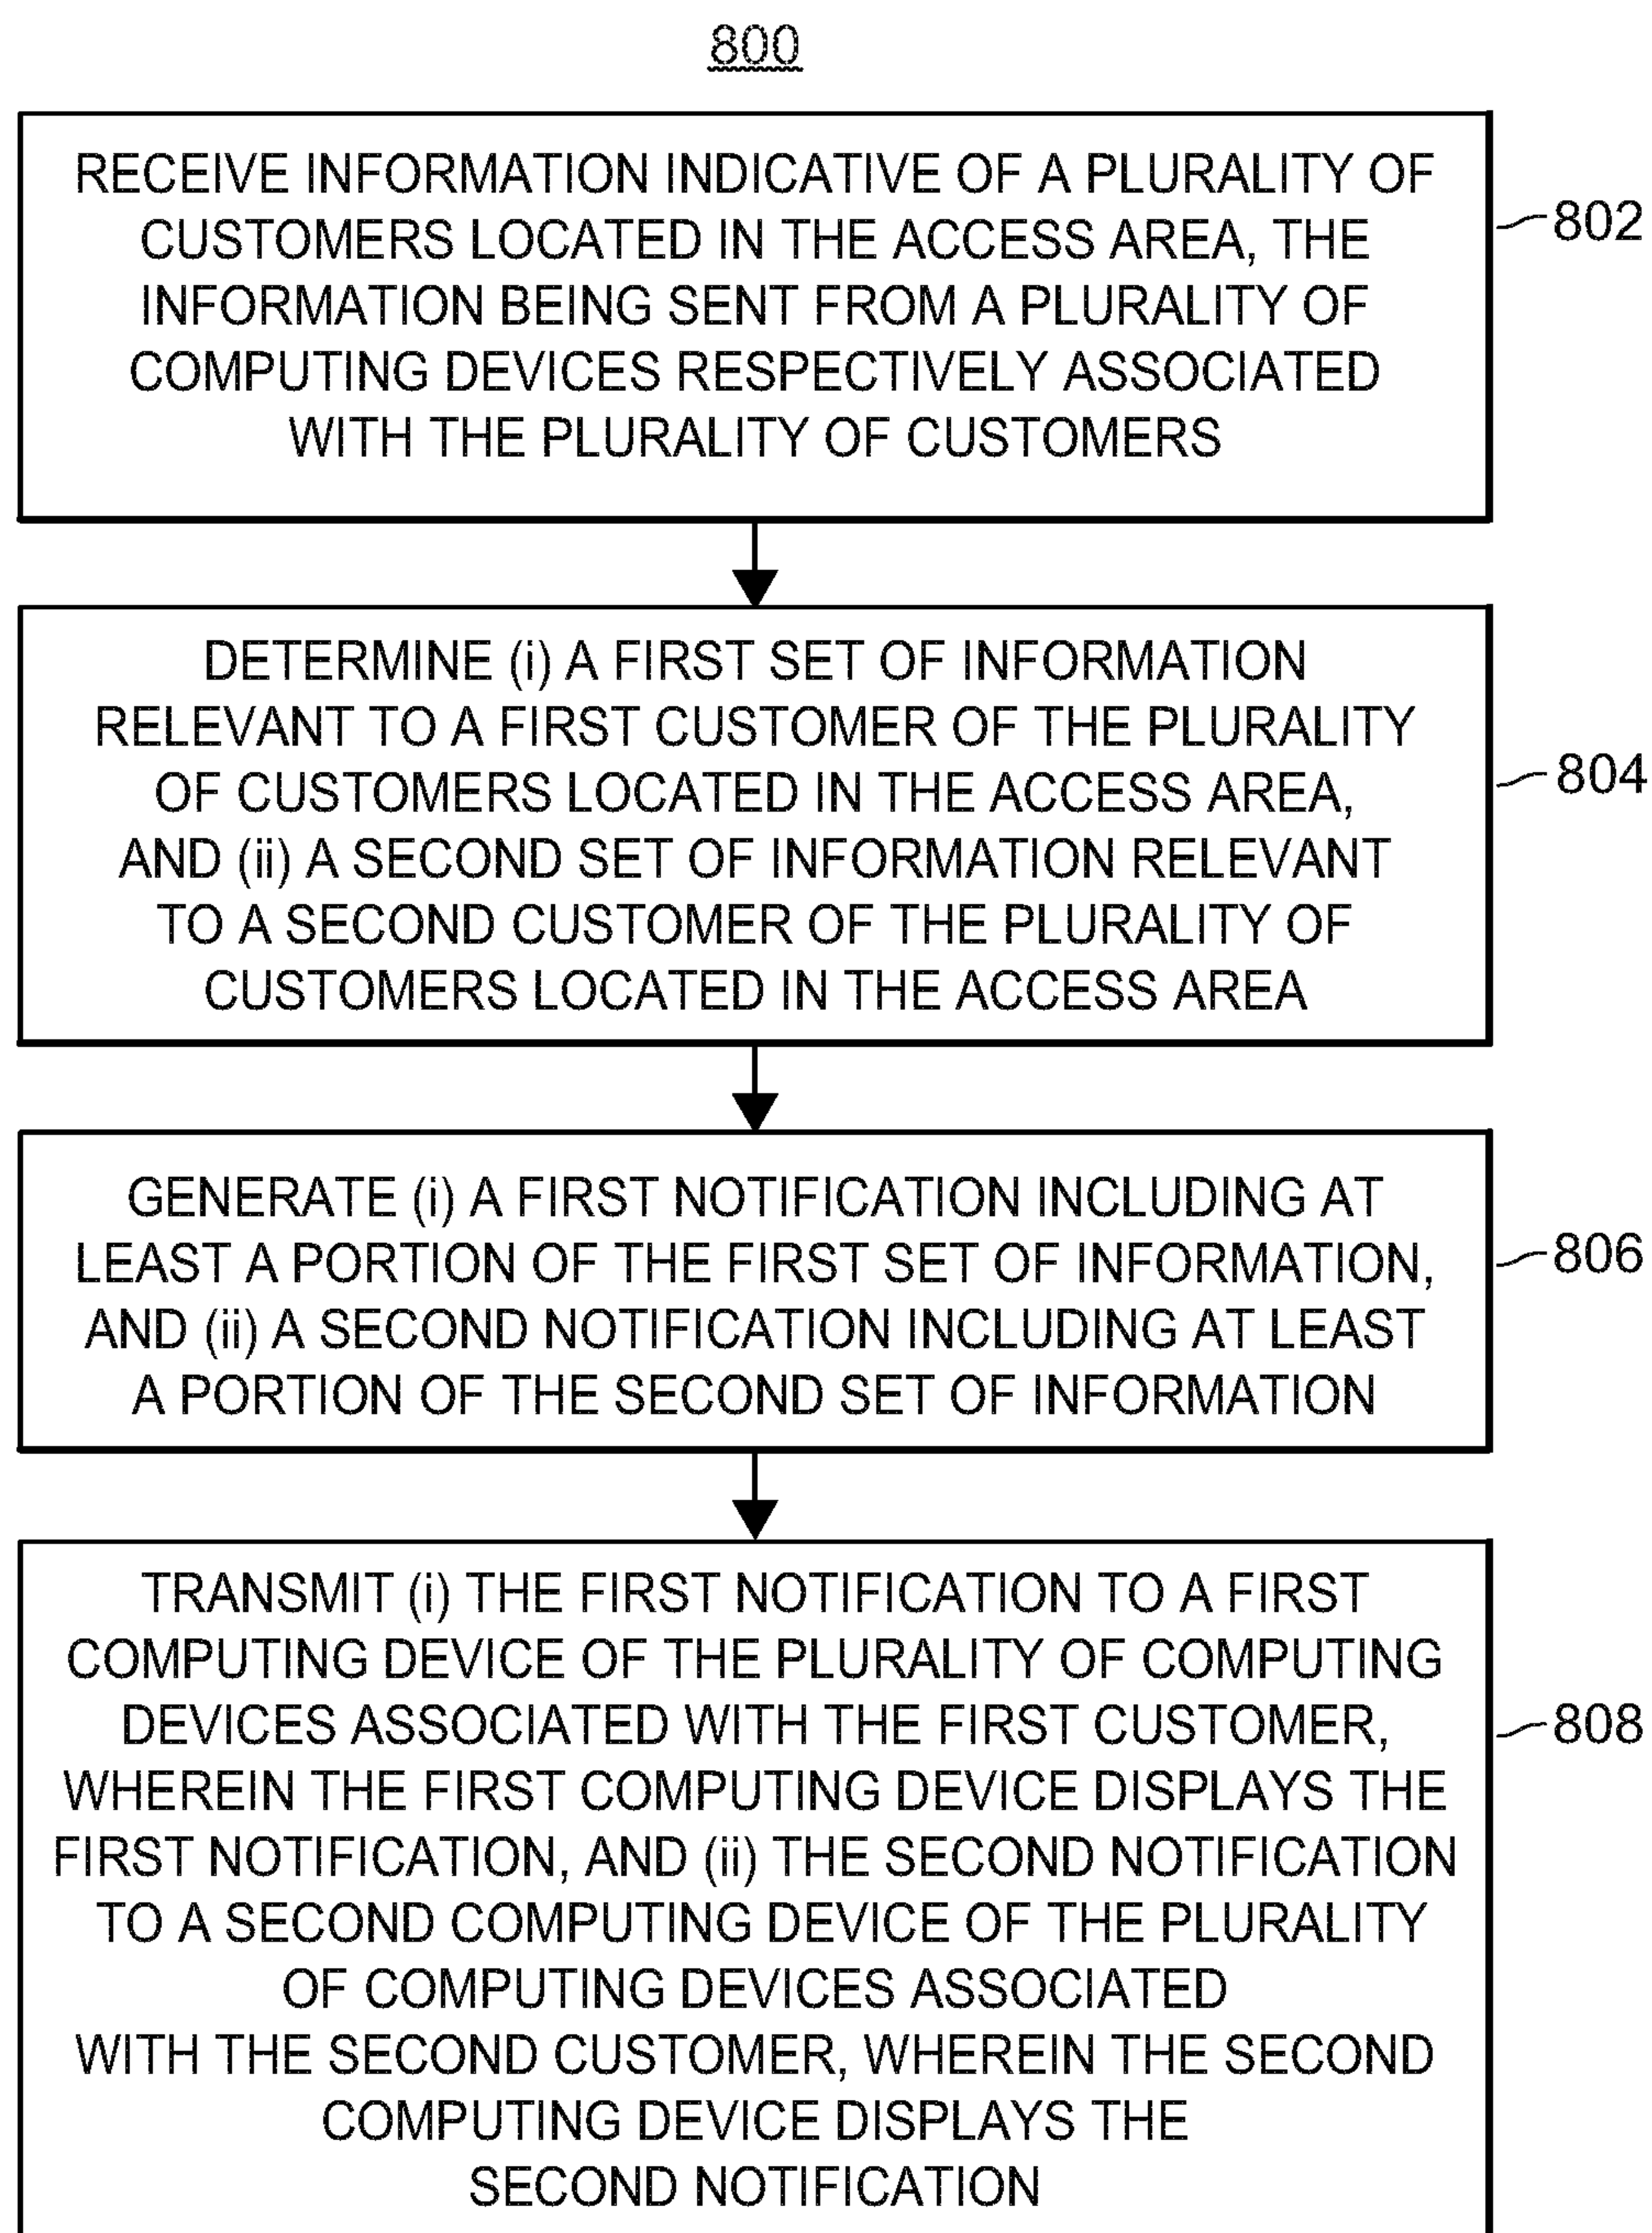 800
RECEIVE INFORMATION INDICATIVE OF A PLURALITY OF
CUSTOMERS LOCATED IN THE ACCESS AREA, THE
INFORMATION BEING SENT FROM A PLURALITY OF
COMPUTING DEVICES RESPECTIVELY ASSOCIATED
WITH THE PLURALITY OF CUSTOMERS
802
DETERMINE (i) A FIRST SET OF INFORMATION
RELEVANT TO A FIRST CUSTOMER OF THE PLURALITY
OF CUSTOMERS LOCATED IN THE ACCESS AREA,
AND (ii) A SECOND SET OF INFORMATION RELEVANT
TO A SECOND CUSTOMER OF THE PLURALITY OF
CUSTOMERS LOCATED IN THE ACCESS AREA
804
GENERATE (i) A FIRST NOTIFICATION INCLUDING AT
LEAST A PORTION OF THE FIRST SET OF INFORMATION,
AND (ii) A SECOND NOTIFICATION INCLUDING AT LEAST
A PORTION OF THE SECOND SET OF INFORMATION
806
TRANSMIT (i) THE FIRST NOTIFICATION TO A FIRST
COMPUTING DEVICE OF THE PLURALITY OF COMPUTING
DEVICES ASSOCIATED WITH THE FIRST CUSTOMER,
WHEREIN THE FIRST COMPUTING DEVICE DISPLAYS THE
FIRST NOTIFICATION, AND (ii) THE SECOND NOTIFICATION
TO A SECOND COMPUTING DEVICE OF THE PLURALITY
OF COMPUTING DEVICES ASSOCIATED
WITH THE SECOND CUSTOMER, WHEREIN THE SECOND
COMPUTING DEVICE DISPLAYS THE
SECOND NOTIFICATION
808